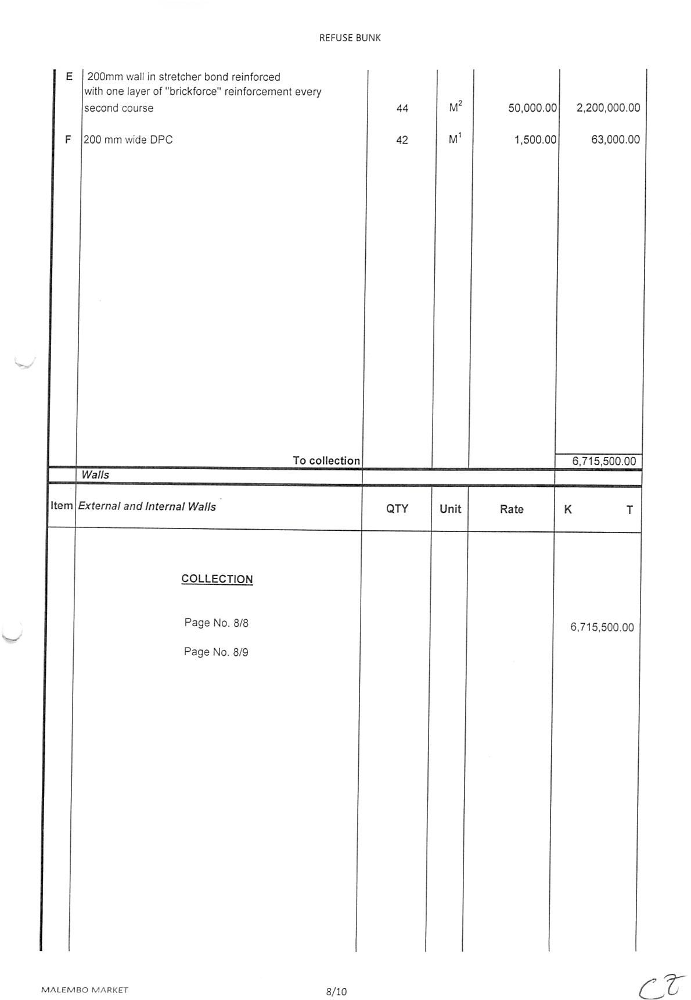 REFUSE BUNK
E 200mm wall in stretcher bond reinforced
with one layer of "brickforce" reinforcement every
second course 44 M² 50,000.00 2,200,000.00
F 200 mm wide DPC 42 M¹ 1,500.00 63,000.00
To collection 6,715,500.00
Walls
Item External and Internal Walls QTY Unit Rate K T
COLLECTION
Page No. 8/8 6,715,500.00
Page No. 8/9
MALEMBO MARKET 8/10